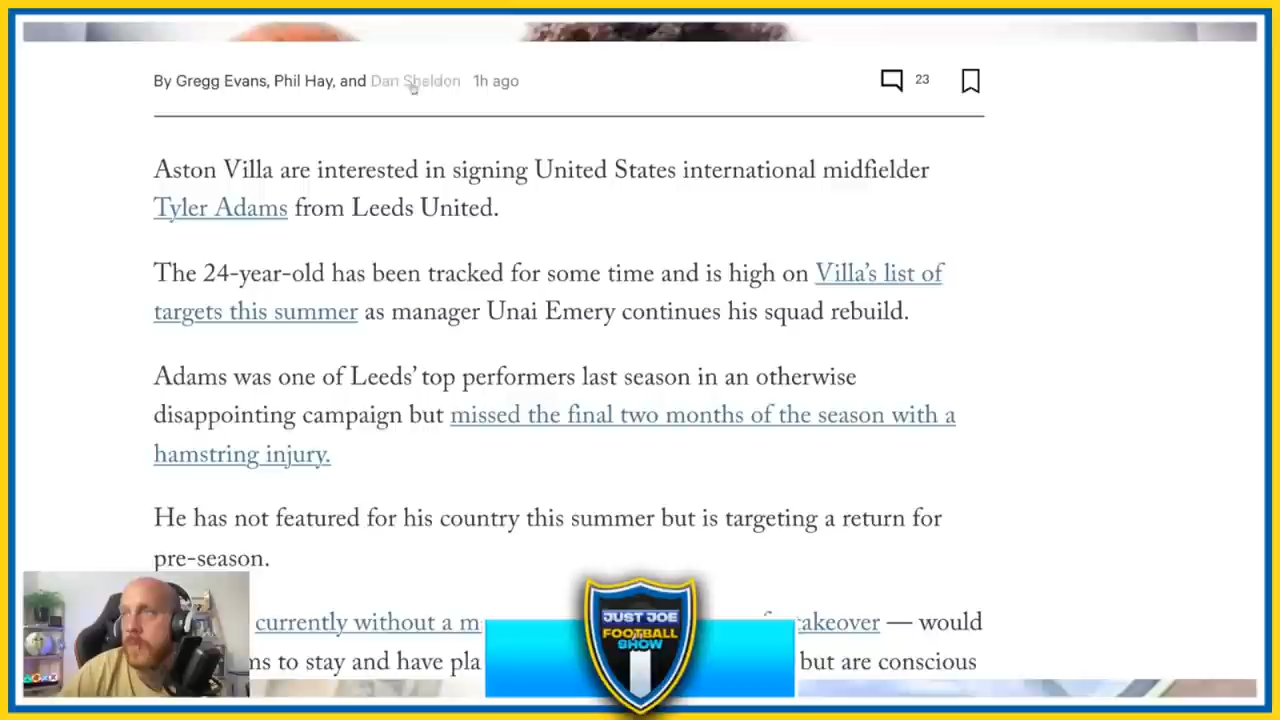 By Gregg Evans, Phil Hay, and Dan Sheldon 1h ago 23
Aston Villa are interested in signing United States international midfielder
Tyler Adams from Leeds United.
The 24-year-old has been tracked for some time and is high on Villa's list of
targets this summer as manager Unai Emery continues his squad rebuild.
Adams was one of Leeds' top performers last season in an otherwise
disappointing campaign but missed the final two months of the season with a
hamstring injury.
He has not featured for his country this summer but is targeting a return for
pre-season.
currently without a takeover — would
to stay and have but are conscious
JUST JOE
FOOTBALL
SHOW